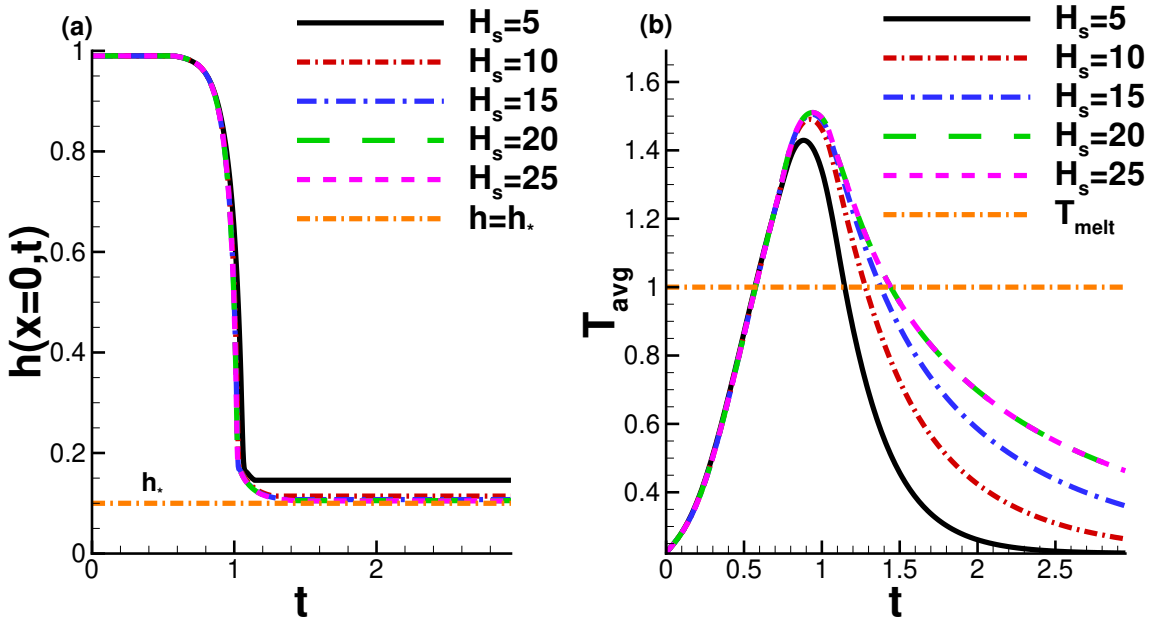 (a)
H_s=5
H_s=10
H_s=15
H_s=20
H_s=25
h=h_*
h_*
h(x=0,t)
1
0.8
0.6
0.4
0.2
0
0 1 2
t
(b)
H_s=5
H_s=10
H_s=15
H_s=20
H_s=25
T_melt
T_avg
1.6
1.4
1.2
1
0.8
0.6
0.4
0 0.5 1 1.5 2 2.5
t